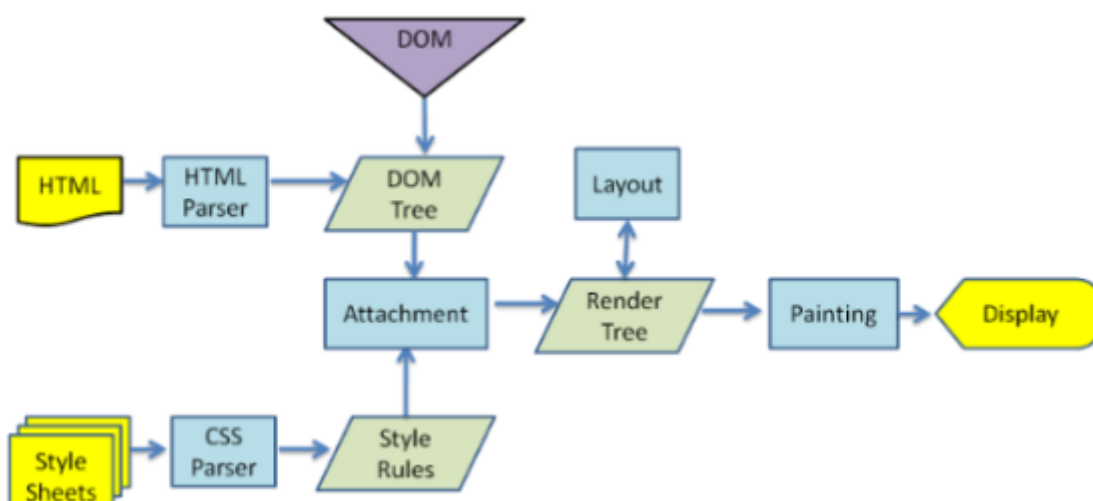 DOM
HTML
HTML
Parser
DOM
Tree
Layout
Attachment
Render
Tree
Painting
Display
Style
Sheets
CSS
Parser
Style
Rules